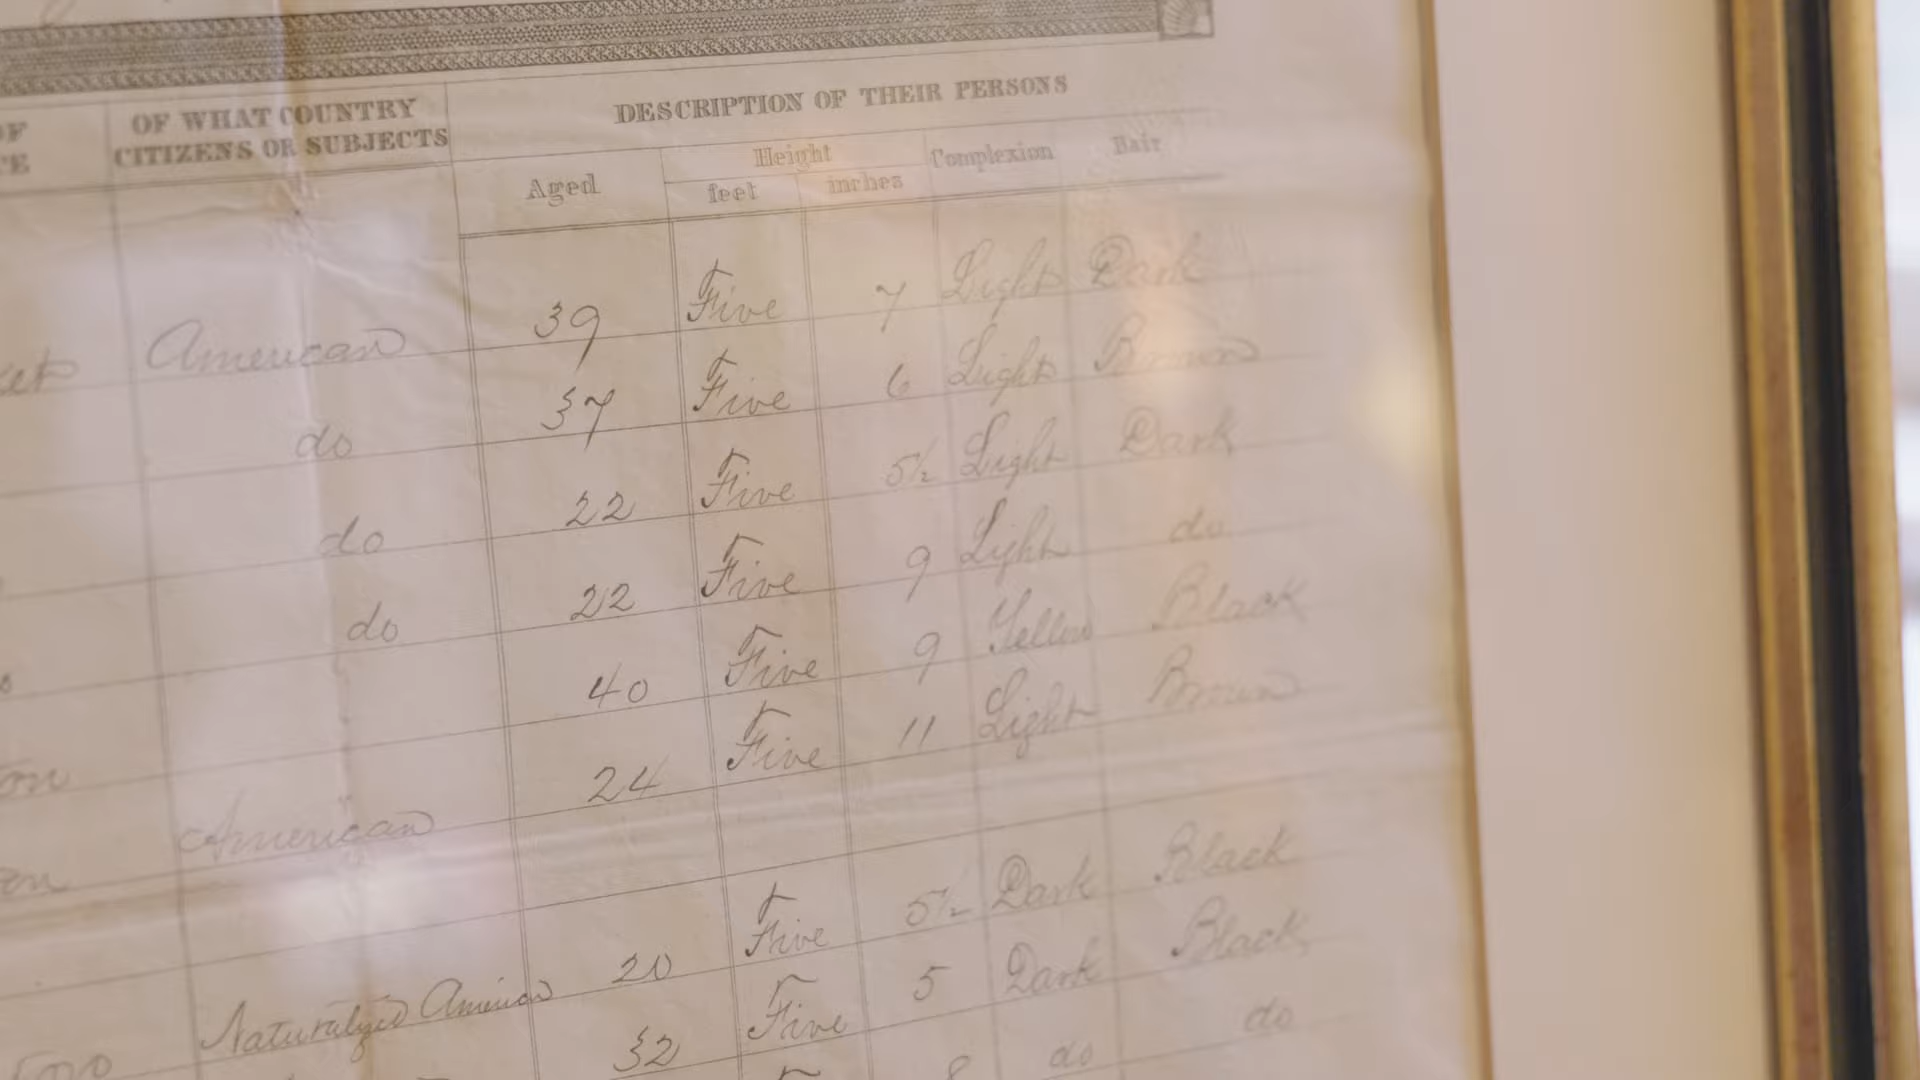 OF WHAT COUNTRY
CITIZENS OR SUBJECTS
DESCRIPTION OF THEIR PERSONS
Aged
Height
feet
inches
Complexion
Hair
American 39 Five 7 Light Dark
do 37 Five 6 Light Brown
do 22 Five 5½ Light Dark
do 22 Five 9 Light do
40 Five 9 Yellow Black
American 24 Five 11 Light Brown
Naturalized American 20 Five 5½ Dark Black
32 Five 5 Dark Black
8 do do